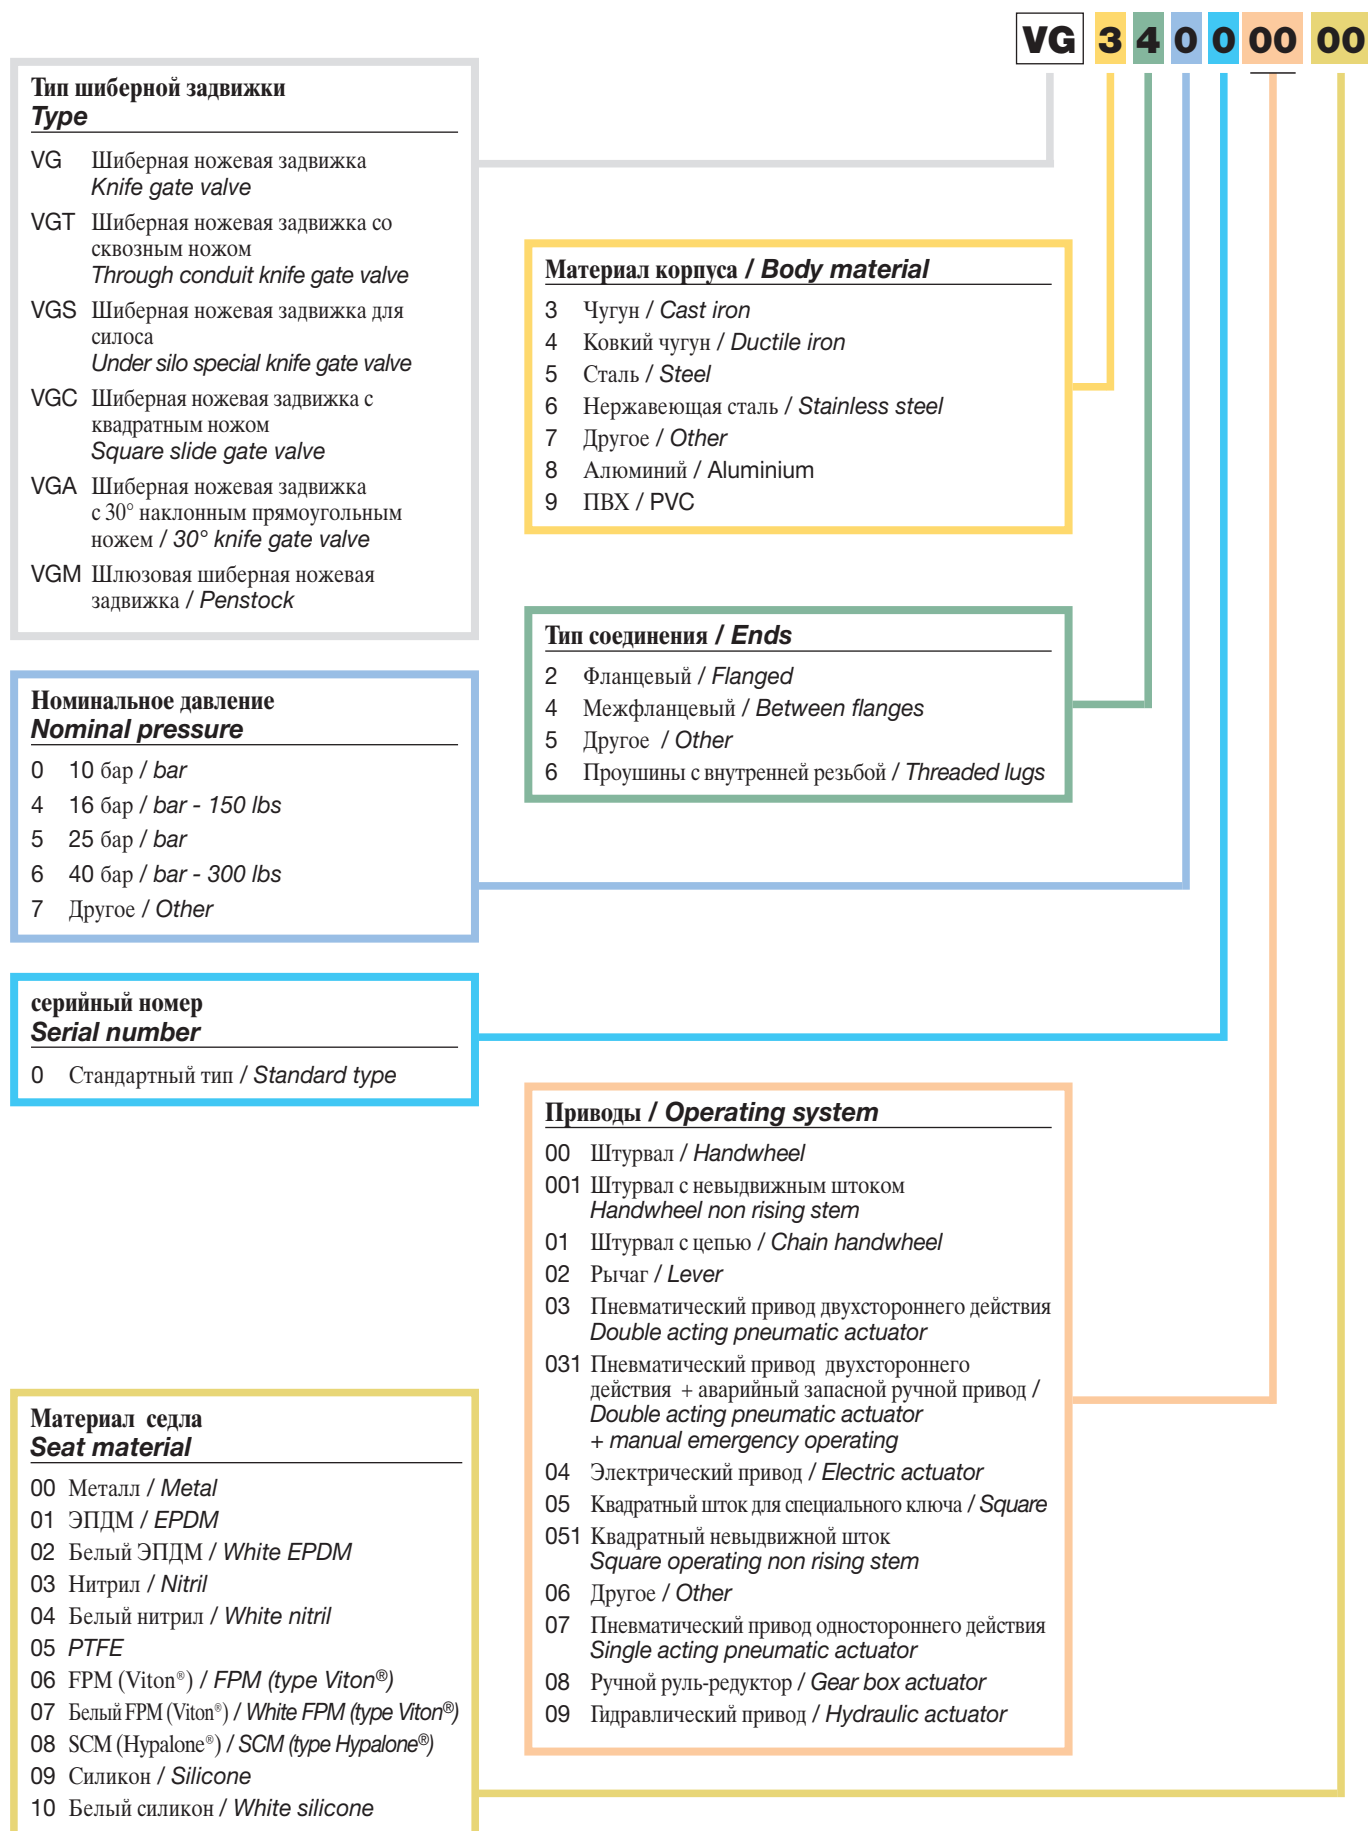 VG 3 4 0 0 00 00
Тип шиберной задвижки
Type
VG Шиберная ножевая задвижка
Knife gate valve
VGT Шиберная ножевая задвижка со
сквозным ножом
Through conduit knife gate valve
VGS Шиберная ножевая задвижка для
силоса
Under silo special knife gate valve
VGC Шиберная ножевая задвижка с
квадратным ножом
Square slide gate valve
VGA Шиберная ножевая задвижка
с 30° наклонным прямоугольным
ножем / 30° knife gate valve
VGM Шлюзовая шиберная ножевая
задвижка / Penstock
Материал корпуса / Body material
3 Чугун / Cast iron
4 Ковкий чугун / Ductile iron
5 Сталь / Steel
6 Нержавеющая сталь / Stainless steel
7 Другое / Other
8 Алюминий / Aluminium
9 ПВХ / PVC
Тип соединения / Ends
2 Фланцевый / Flanged
4 Межфланцевый / Between flanges
5 Другое / Other
6 Проушины с внутренней резьбой / Threaded lugs
Номинальное давление
Nominal pressure
0 10 бар / bar
4 16 бар / bar - 150 lbs
5 25 бар / bar
6 40 бар / bar - 300 lbs
7 Другое / Other
серийный номер
Serial number
0 Стандартный тип / Standard type
Приводы / Operating system
00 Штурвал / Handwheel
001 Штурвал с невыдвижным штоком
Handwheel non rising stem
01 Штурвал с цепью / Chain handwheel
02 Рычаг / Lever
03 Пневматический привод двухстороннего действия
Double acting pneumatic actuator
031 Пневматический привод двухстороннего
действия + аварийный запасной ручной привод /
Double acting pneumatic actuator
+ manual emergency operating
04 Электрический привод / Electric actuator
05 Квадратный шток для специального ключа / Square
051 Квадратный невыдвижной шток
Square operating non rising stem
06 Другое / Other
07 Пневматический привод одностороннего действия
Single acting pneumatic actuator
08 Ручной руль-редуктор / Gear box actuator
09 Гидравлический привод / Hydraulic actuator
Материал седла
Seat material
00 Металл / Metal
01 ЭПДМ / EPDM
02 Белый ЭПДМ / White EPDM
03 Нитрил / Nitril
04 Белый нитрил / White nitril
05 PTFE
06 FPM (Viton®) / FPM (type Viton®)
07 Белый FPM (Viton®) / White FPM (type Viton®)
08 SCM (Hypalone®) / SCM (type Hypalone®)
09 Силикон / Silicone
10 Белый силикон / White silicone